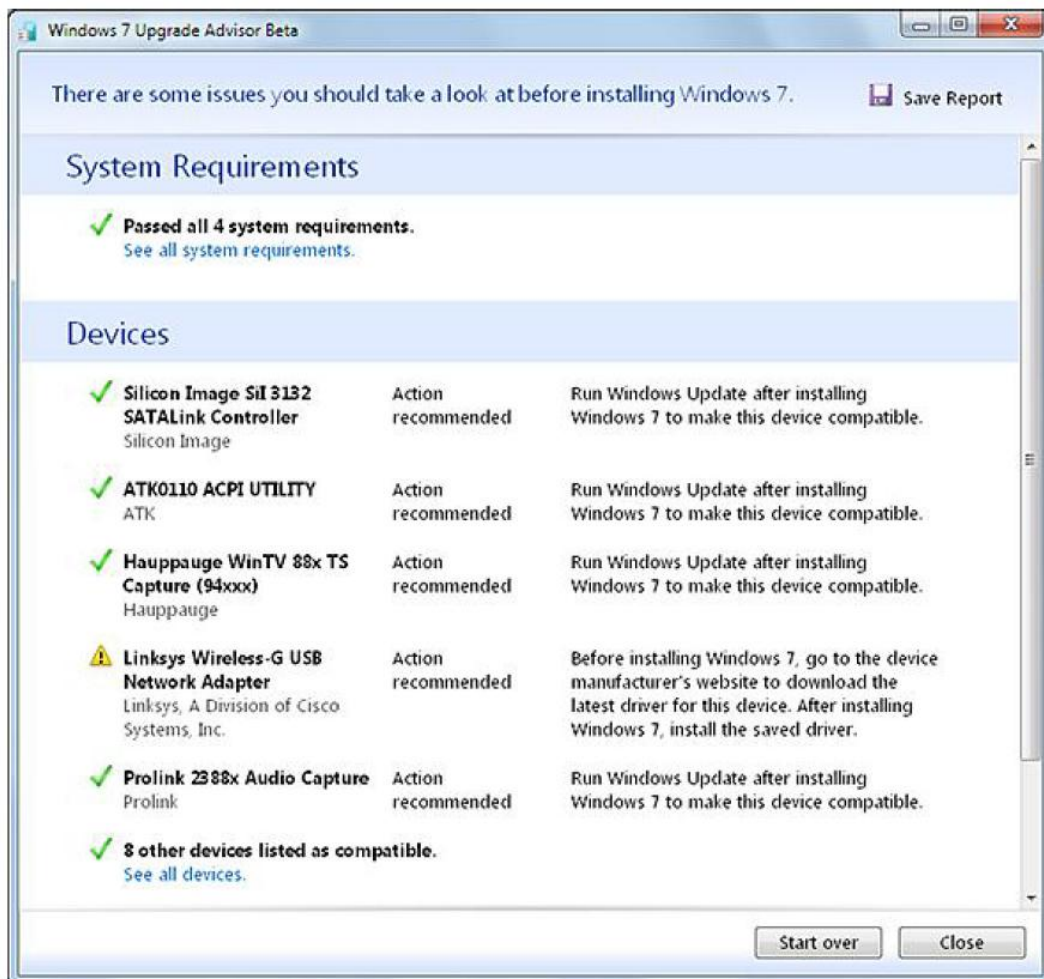 Windows 7 Upgrade Advisor Beta
There are some issues you should take a look at before installing Windows 7.
Save Report
System Requirements
Passed all 4 system requirements.
See all system requirements.
Devices
Silicon Image SiI 3132
SATALink Controller
Silicon Image
Action
recommended
Run Windows Update after installing
Windows 7 to make this device compatible.
ATK0110 ACPI UTILITY
ATK
Action
recommended
Run Windows Update after installing
Windows 7 to make this device compatible.
Hauppauge WinTV 88x TS
Capture (94xxx)
Hauppauge
Action
recommended
Run Windows Update after installing
Windows 7 to make this device compatible.
Linksys Wireless-G USB
Network Adapter
Linksys, A Division of Cisco
Systems, Inc.
Action
recommended
Before installing Windows 7, go to the device
manufacturer's website to download the
latest driver for this device. After installing
Windows 7, install the saved driver.
Prolink 2388x Audio Capture
Prolink
Action
recommended
Run Windows Update after installing
Windows 7 to make this device compatible.
8 other devices listed as compatible.
See all devices.
Start over
Close